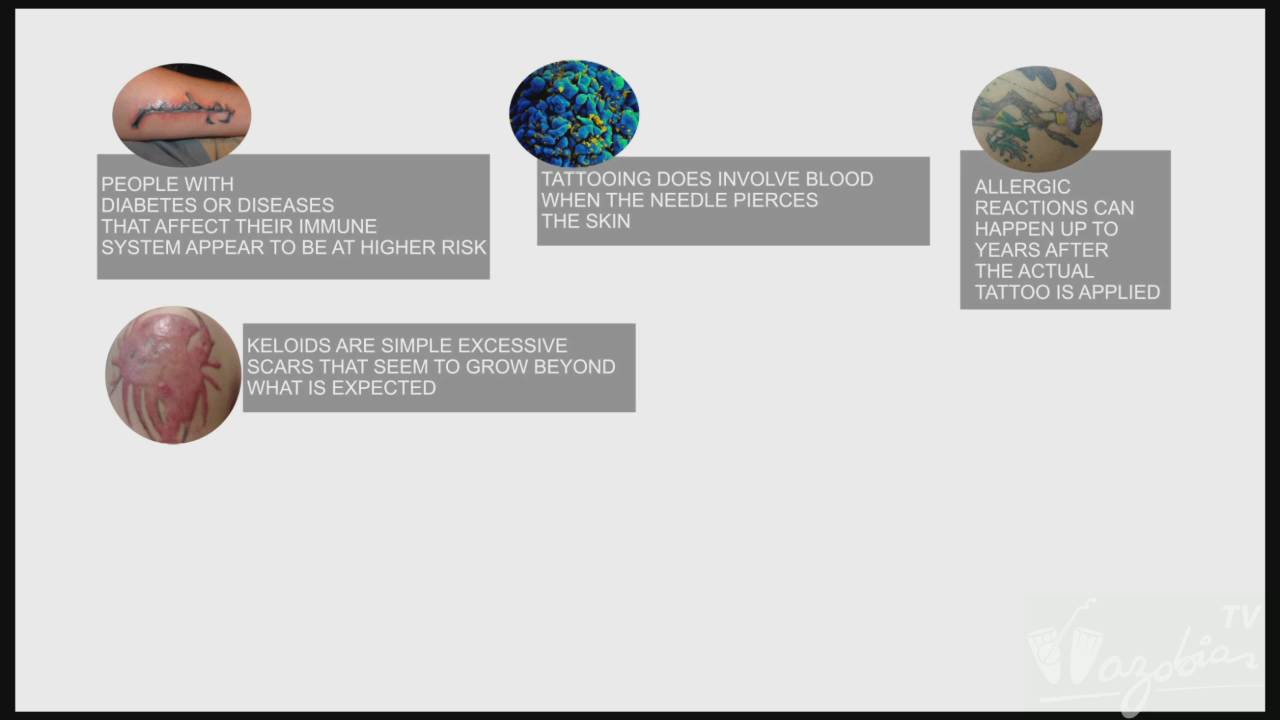 PEOPLE WITH
DIABETES OR DISEASES
THAT AFFECT THEIR IMMUNE
SYSTEM APPEAR TO BE AT HIGHER RISK
TATTOOING DOES INVOLVE BLOOD
WHEN THE NEEDLE PIERCES
THE SKIN
ALLERGIC
REACTIONS CAN
HAPPEN UP TO
YEARS AFTER
THE ACTUAL
TATTOO IS APPLIED
KELOIDS ARE SIMPLE EXCESSIVE
SCARS THAT SEEM TO GROW BEYOND
WHAT IS EXPECTED
TV
Wazobian